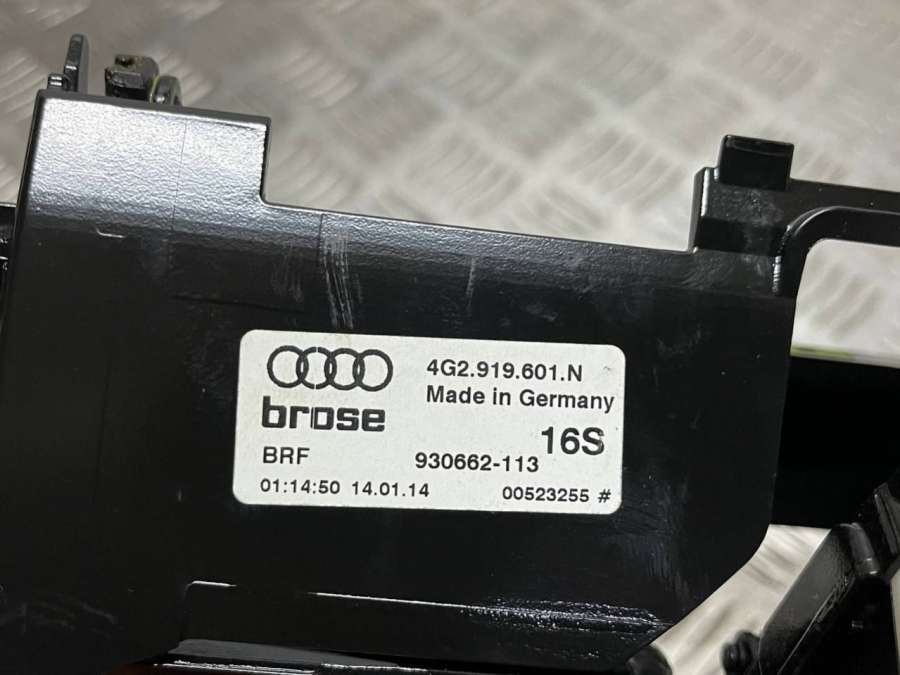 4G2.919.601.N
Made in Germany
brose
16S
BRF 930662-113
01:14:50 14.01.14 00523255 #